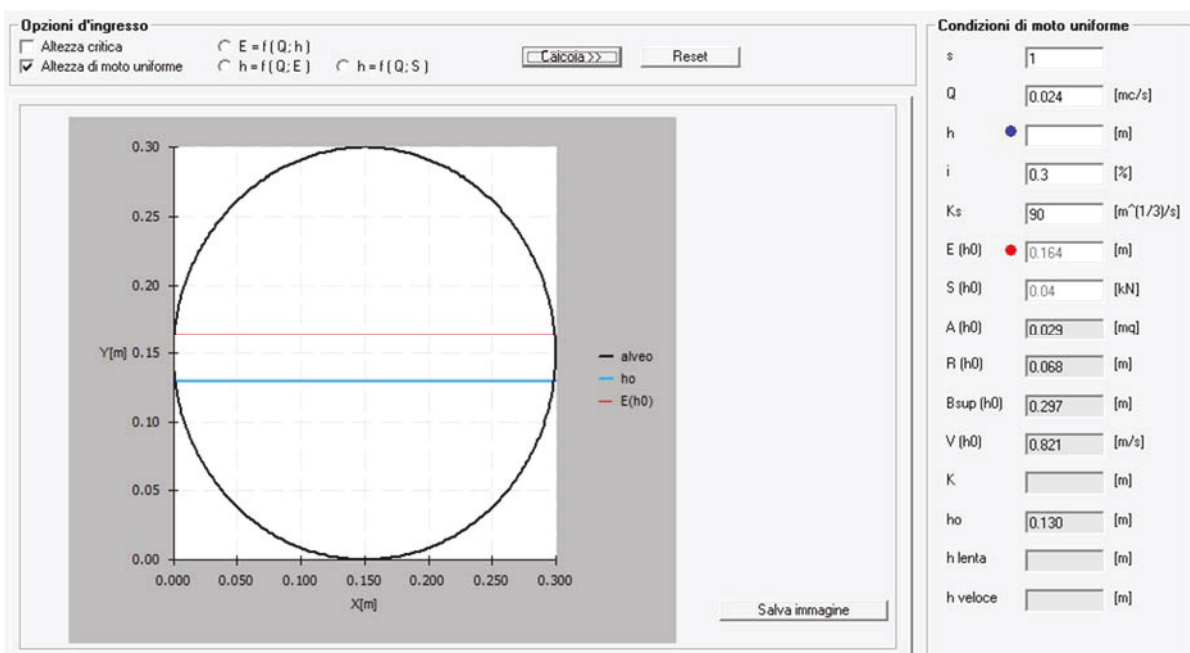 Opzioni d'ingresso
Altezza critica
E = f ( Q ; h )
Altezza di moto uniforme
h = f ( Q ; E )
h = f ( Q ; S )
Calcola >>
Reset
0.30
0.25
0.20
Y[m] 0.15
0.10
0.05
0.00
0.000 0.050 0.100 0.150 0.200 0.250 0.300
X[m]
alveo
ho
E(h0)
Salva immagine
Condizioni di moto uniforme
s 1
Q 0.024 [mc/s]
h [m]
i 0.3 [%]
Ks 90 [m^(1/3)/s]
E (h0) 0.164 [m]
S (h0) 0.04 [kN]
A (h0) 0.029 [mq]
R (h0) 0.068 [m]
Bsup (h0) 0.297 [m]
V (h0) 0.821 [m/s]
K [m]
ho 0.130 [m]
h lenta [m]
h veloce [m]